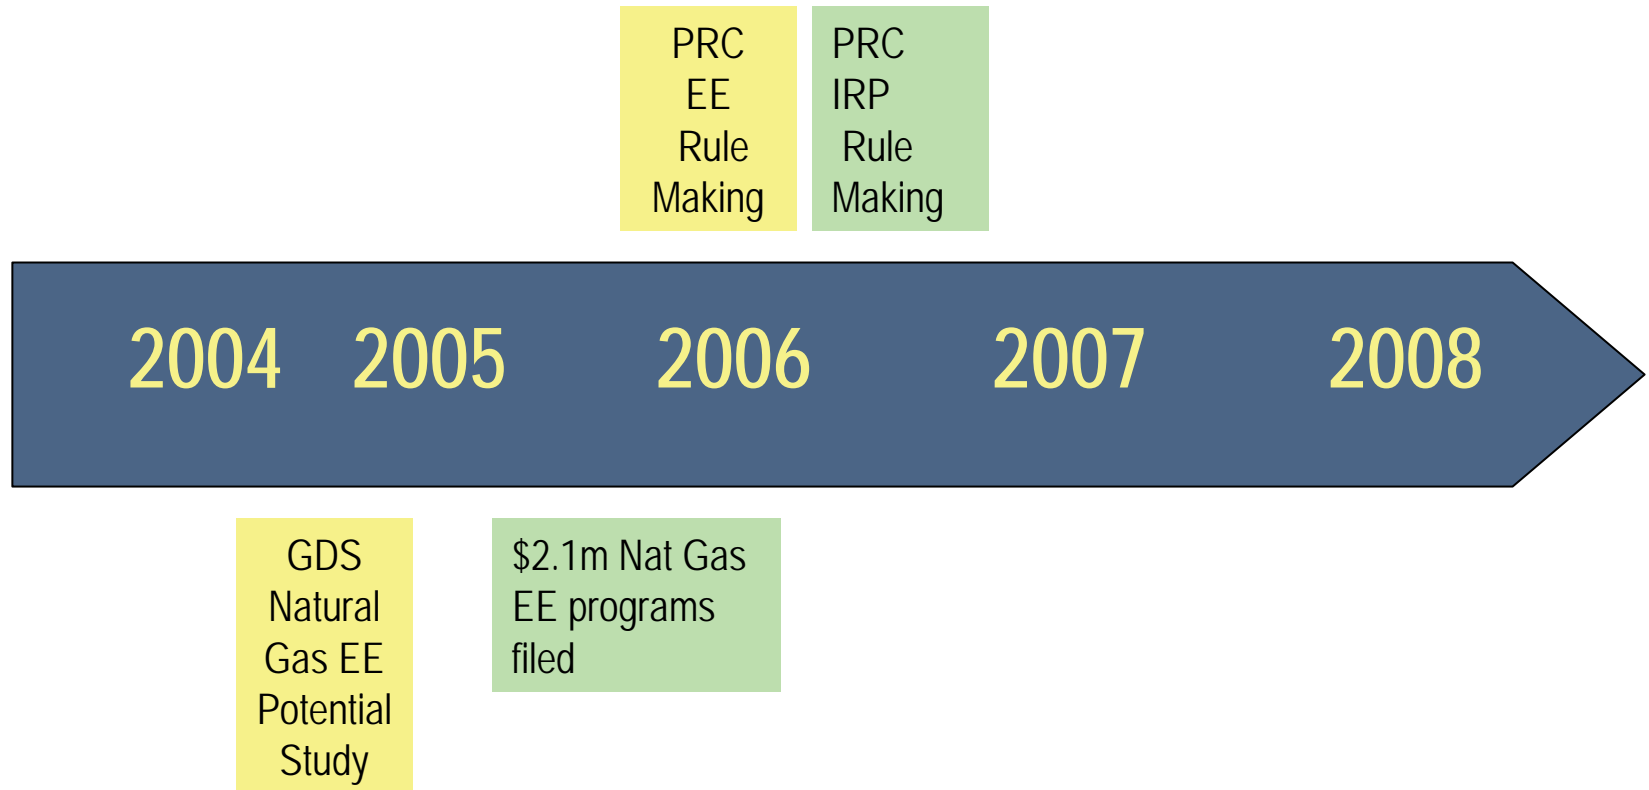 PRC
EE
Rule
Making
PRC
IRP
Rule
Making
2004 2005 2006 2007 2008
GDS
Natural
Gas EE
Potential
Study
$2.1m Nat Gas
EE programs
filed